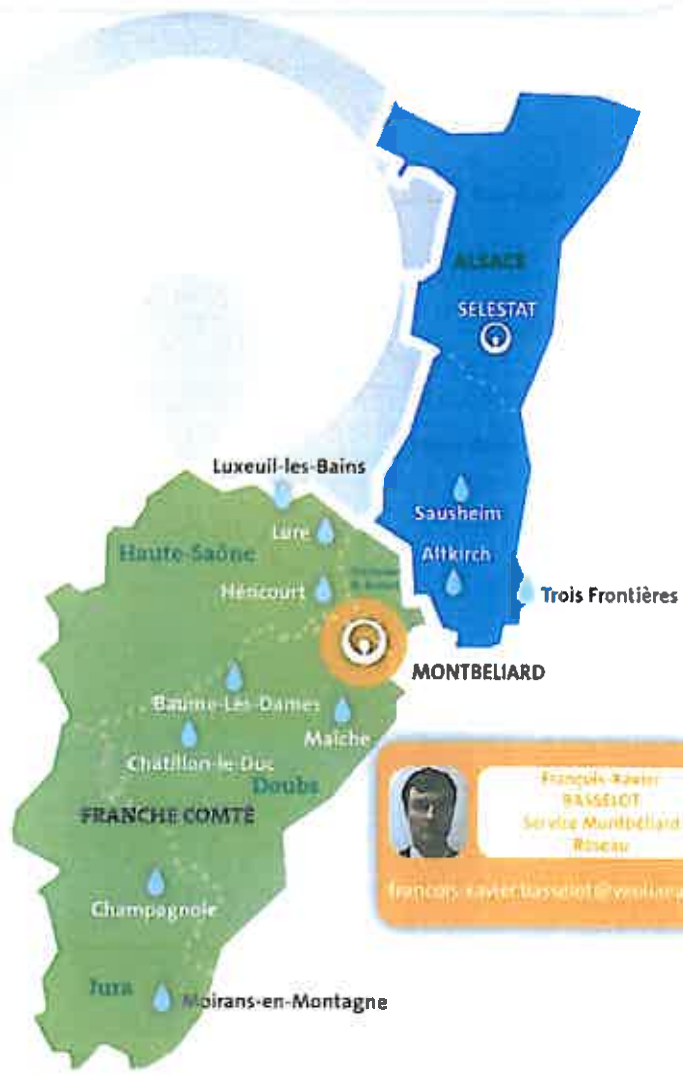 ALSACE
SELESTAT
Luxeuil-les-Bains
Lure
Sausheim
Haute-Saône
Altkirch
Héricourt
Trois Frontières
MONTBELIARD
Baume-Les-Dames
Maîche
Chatillon-le-Duc
Doubs
FRANCHE COMTÉ
François-Xavier
BASSELOT
Service Montbéliard
Réseau
Champagnole
Jura
Moirans-en-Montagne